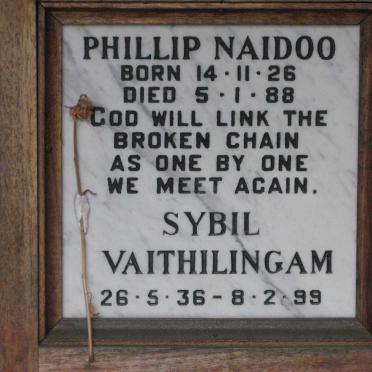 PHILLIP NAIDOO
BORN 14·11·26
DIED 5·1·88
GOD WILL LINK THE
BROKEN CHAIN
AS ONE BY ONE
WE MEET AGAIN.
SYBIL
VAITHILINGAM
26·5·36-8·2·99